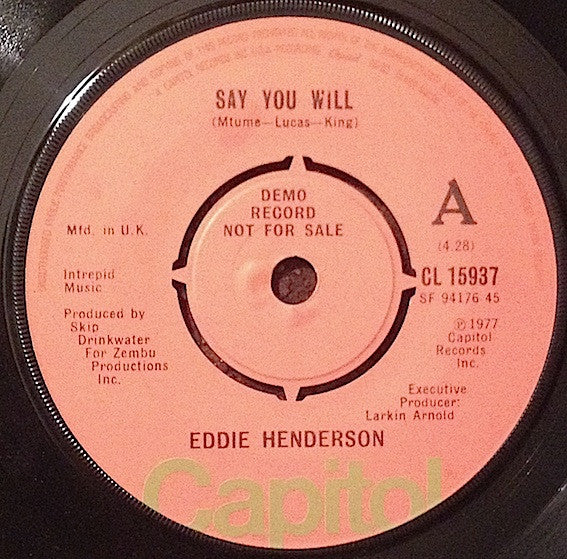 SAY YOU WILL
(Mtume—Lucas—King)
DEMO
RECORD
NOT FOR SALE
A
(4.28)
Mfd. in U.K.
CL 15937
SF 94176 45
Intrepid
Music
℗ 1977
Capitol
Records
Inc.
Produced by
Skip
Drinkwater
For Zembu
Productions
Inc.
Executive
Producer:
Larkin Arnold
EDDIE HENDERSON
Capitol